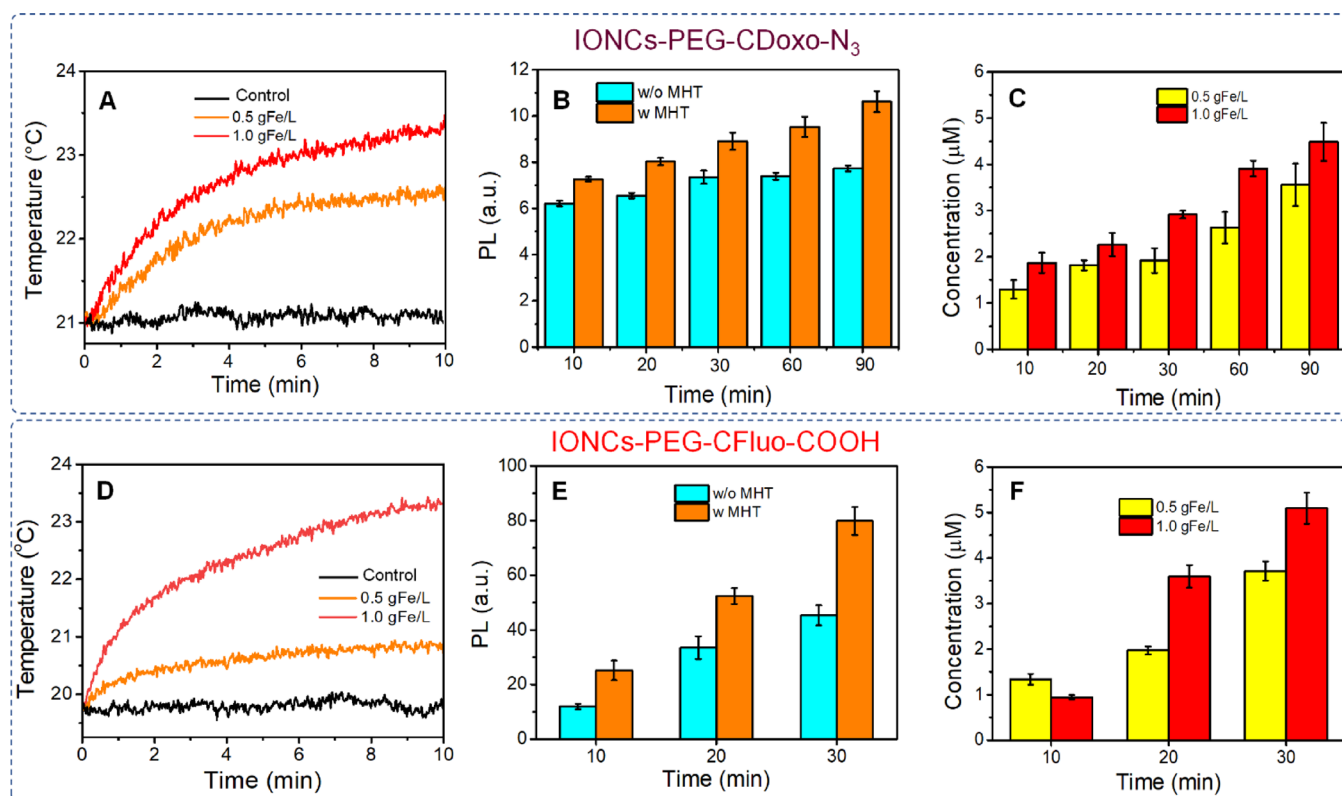 IONCs-PEG-CDoxo-N₃
A
Temperature (°C)
24
23
22
21
Control
0.5 gFe/L
1.0 gFe/L
0 2 4 6 8 10
Time (min)
B
PL (a.u.)
12
10
8
6
4
2
0
w/o MHT
w MHT
10 20 30 60 90
Time (min)
C
Concentration (µM)
6
5
4
3
2
1
0
0.5 gFe/L
1.0 gFe/L
10 20 30 60 90
Time (min)
IONCs-PEG-CFluo-COOH
D
Temperature (°C)
24
23
22
21
20
Control
0.5 gFe/L
1.0 gFe/L
0 2 4 6 8 10
Time (min)
E
PL (a.u.)
100
80
60
40
20
0
w/o MHT
w MHT
10 20 30
Time (min)
F
Concentration (µM)
6
5
4
3
2
1
0
0.5 gFe/L
1.0 gFe/L
10 20 30
Time (min)